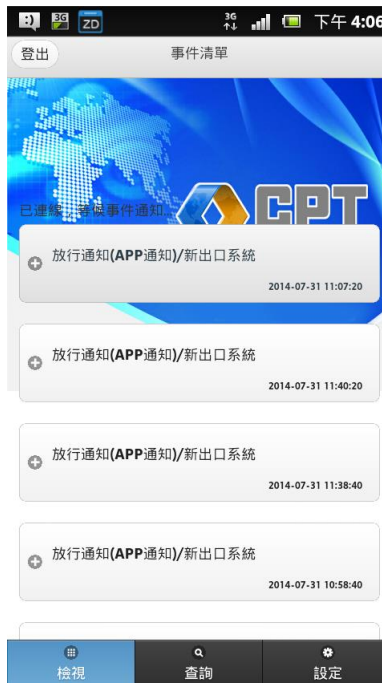 3G ZD 3G 下午 4:06
登出 事件清單
CPT
已連線，等候事件通知...
放行通知(APP通知)/新出口系統
2014-07-31 11:07:20
放行通知(APP通知)/新出口系統
2014-07-31 11:40:20
放行通知(APP通知)/新出口系統
2014-07-31 11:38:40
放行通知(APP通知)/新出口系統
2014-07-31 10:58:40
檢視 查詢 設定